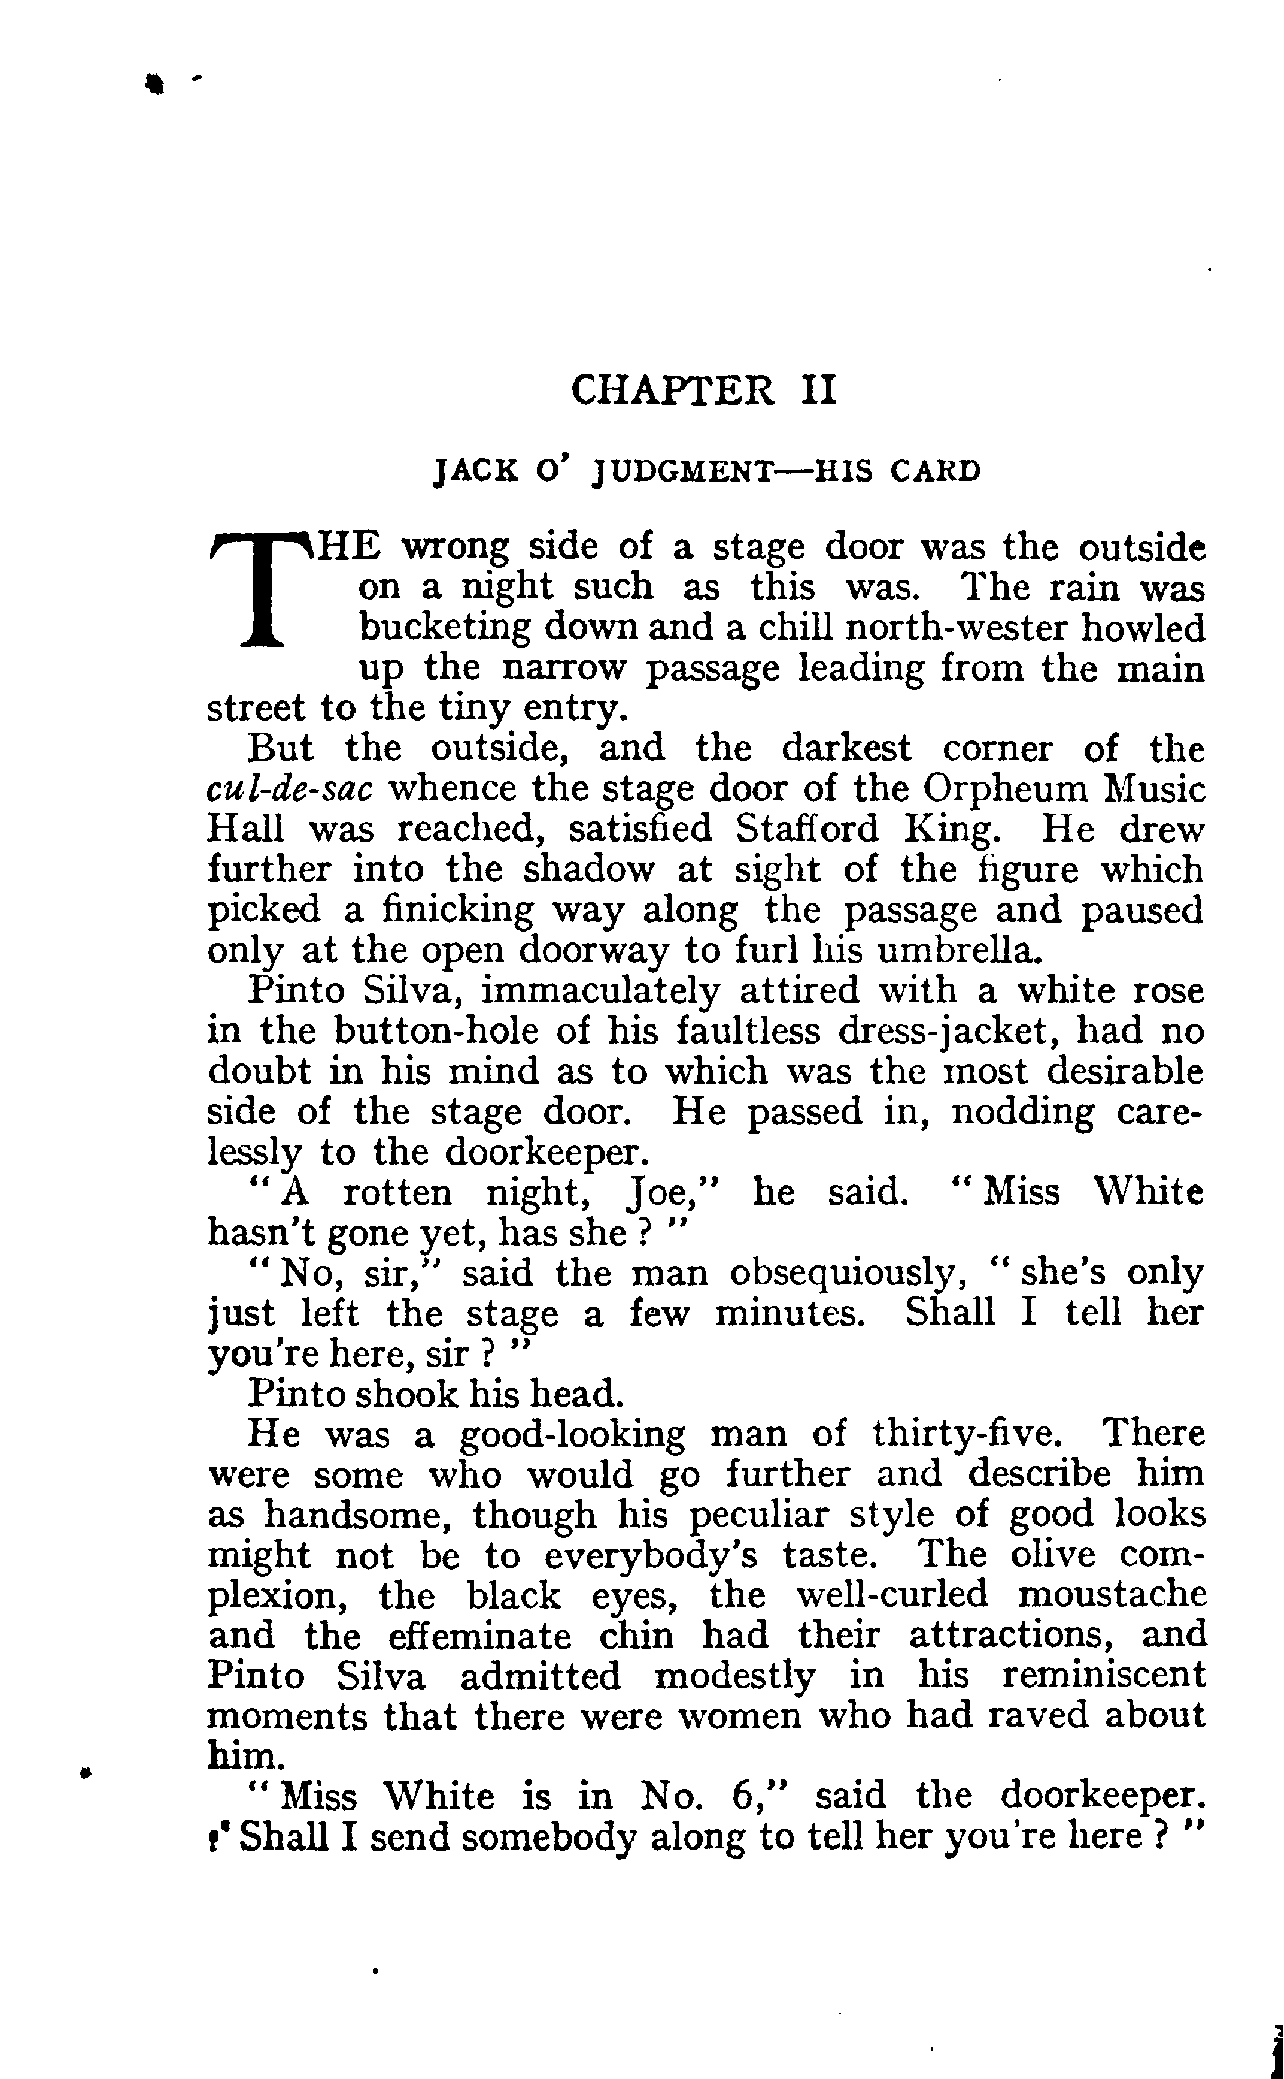 CHAPTER II
JACK O' JUDGMENT—HIS CARD
THE wrong side of a stage door was the outside
on a night such as this was. The rain was
bucketing down and a chill north-wester howled
up the narrow passage leading from the main
street to the tiny entry.
But the outside, and the darkest corner of the
cul-de-sac whence the stage door of the Orpheum Music
Hall was reached, satisfied Stafford King. He drew
further into the shadow at sight of the figure which
picked a finicking way along the passage and paused
only at the open doorway to furl his umbrella.
Pinto Silva, immaculately attired with a white rose
in the button-hole of his faultless dress-jacket, had no
doubt in his mind as to which was the most desirable
side of the stage door. He passed in, nodding care-
lessly to the doorkeeper.
" A rotten night, Joe," he said. " Miss White
hasn't gone yet, has she ? "
" No, sir," said the man obsequiously, " she's only
just left the stage a few minutes. Shall I tell her
you're here, sir ? "
Pinto shook his head.
He was a good-looking man of thirty-five. There
were some who would go further and describe him
as handsome, though his peculiar style of good looks
might not be to everybody's taste. The olive com-
plexion, the black eyes, the well-curled moustache
and the effeminate chin had their attractions, and
Pinto Silva admitted modestly in his reminiscent
moments that there were women who had raved about
him.
" Miss White is in No. 6," said the doorkeeper.
" Shall I send somebody along to tell her you're here ? "